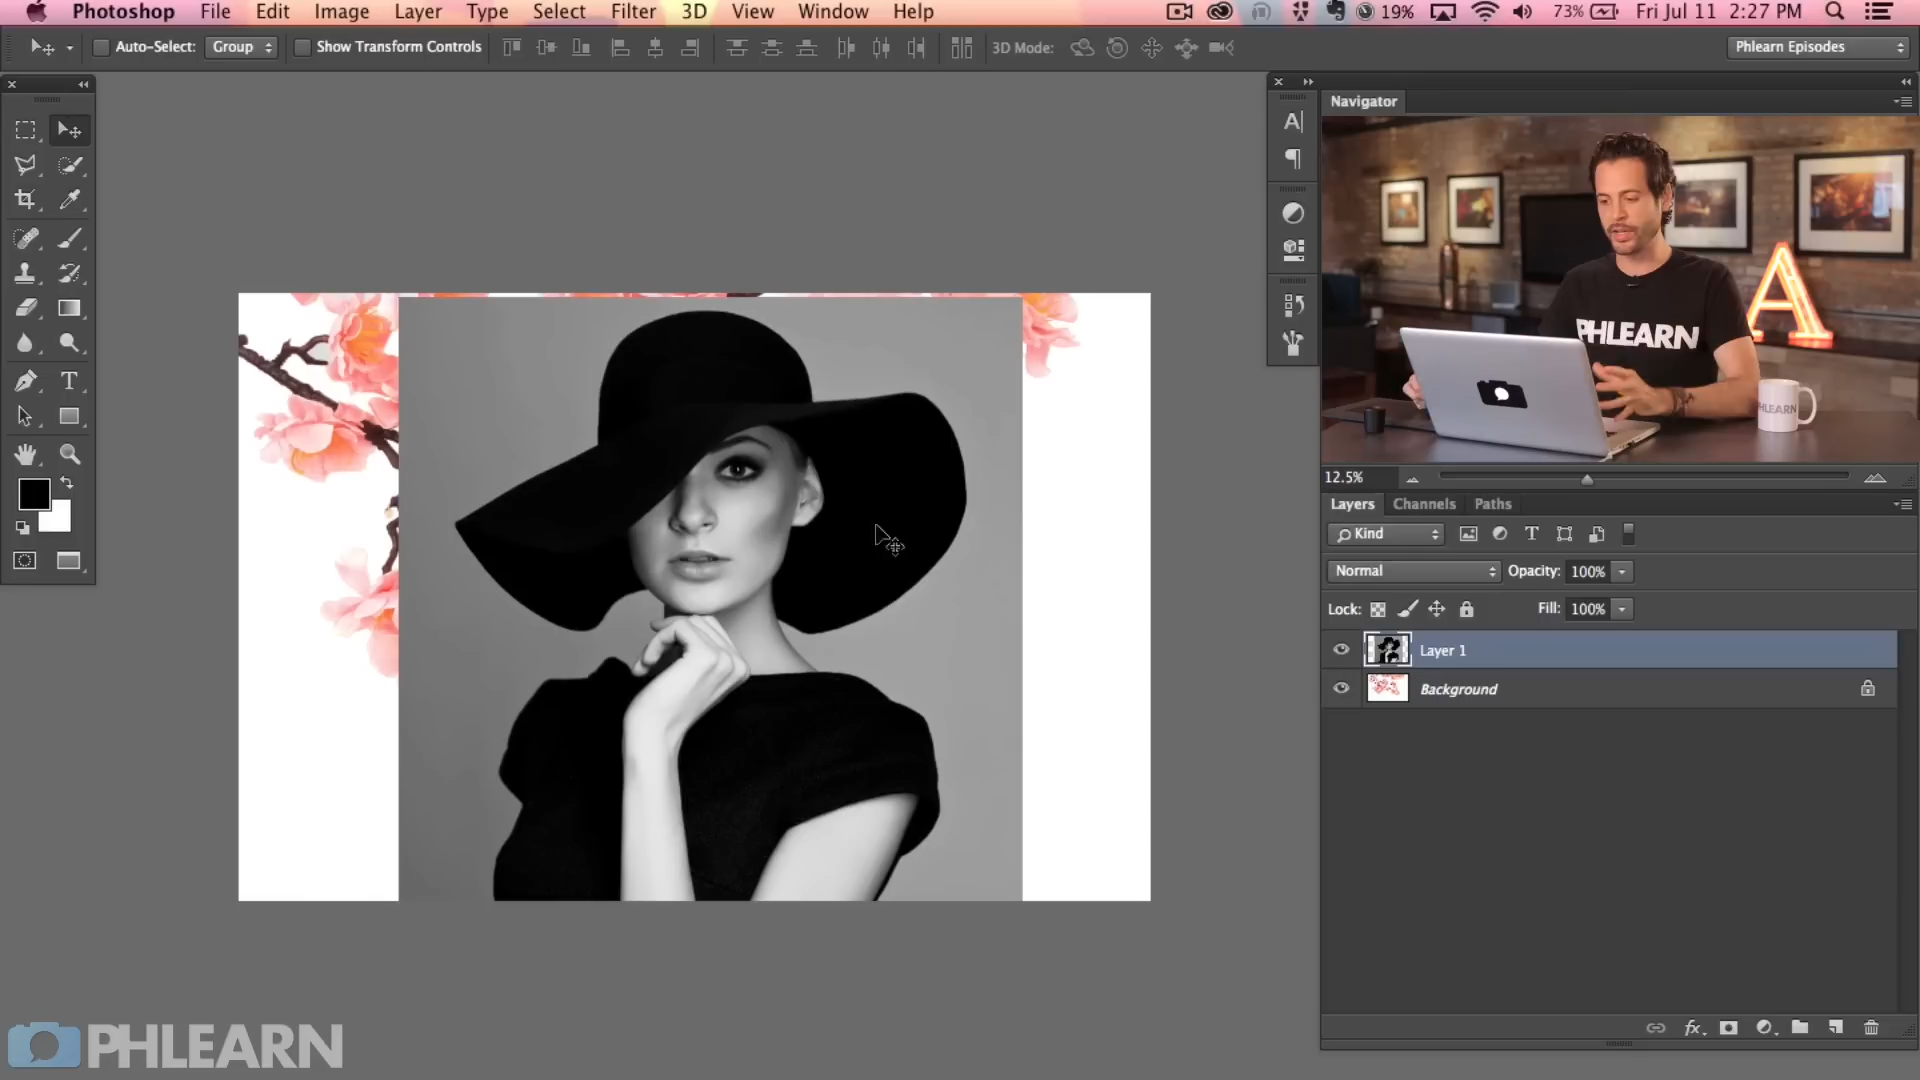 Photoshop File Edit Image Layer Type Select Filter 3D View Window Help 19% 73% Fri Jul 11 2:27 PM
Auto-Select: Group Show Transform Controls 3D Mode: Phlearn Episodes
Navigator
A
PHLEARN
PHLEARN
T
12.5%
Layers Channels Paths
Kind T
Normal Opacity: 100%
Lock: Fill: 100%
Layer 1
Background
fx
PHLEARN